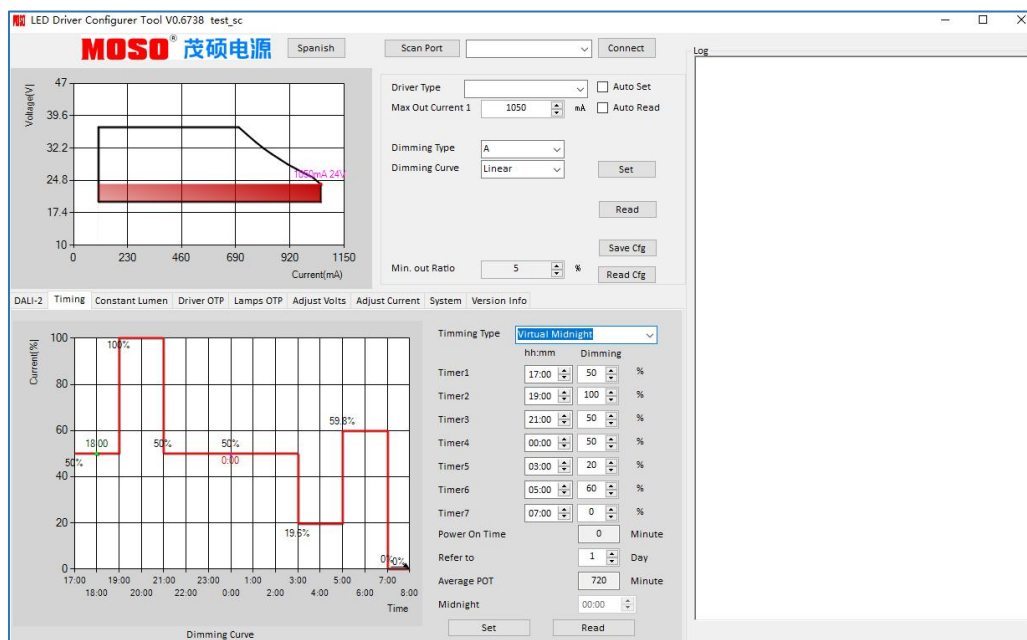 MOSO LED Driver Configurer Tool V0.6738 test_sc
MOSO® 茂硕电源 Spanish Scan Port Connect
Log
Voltage(V)
47
39.6
32.2
24.8
17.4
10
0 230 460 690 920 1150
Current(mA)
1050mA 24V
Driver Type Auto Set
Max Out Current 1 1050 mA Auto Read
Dimming Type A
Dimming Curve Linear Set
Read
Save Cfg
Min. out Ratio 5 % Read Cfg
DALI-2 Timing Constant Lumen Driver OTP Lamps OTP Adjust Volts Adjust Current System Version Info
Current(%)
100
80
60
40
20
0
100%
18:00
50%
50%
50%
0:00
59.8%
19.6%
0%
0%
17:00 19:00 21:00 23:00 1:00 3:00 5:00 7:00
18:00 20:00 22:00 0:00 2:00 4:00 6:00 8:00
Time
Dimming Curve
Timming Type Virtual Midnight
hh:mm Dimming
Timer1 17:00 50 %
Timer2 19:00 100 %
Timer3 21:00 50 %
Timer4 00:00 50 %
Timer5 03:00 20 %
Timer6 05:00 60 %
Timer7 07:00 0 %
Power On Time 0 Minute
Refer to 1 Day
Average POT 720 Minute
Midnight 00:00
Set Read